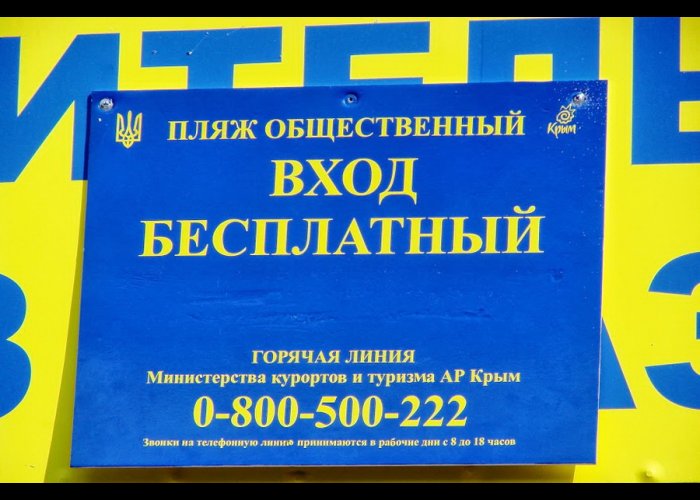 ИТЕЛЬ
ПЛЯЖ ОБЩЕСТВЕННЫЙ
Крым
ВХОД
БЕСПЛАТНЫЙ
ГОРЯЧАЯ ЛИНИЯ
Министерства курортов и туризма АР Крым
0-800-500-222
Звонки на телефонную линию принимаются в рабочие дни с 8 до 18 часов